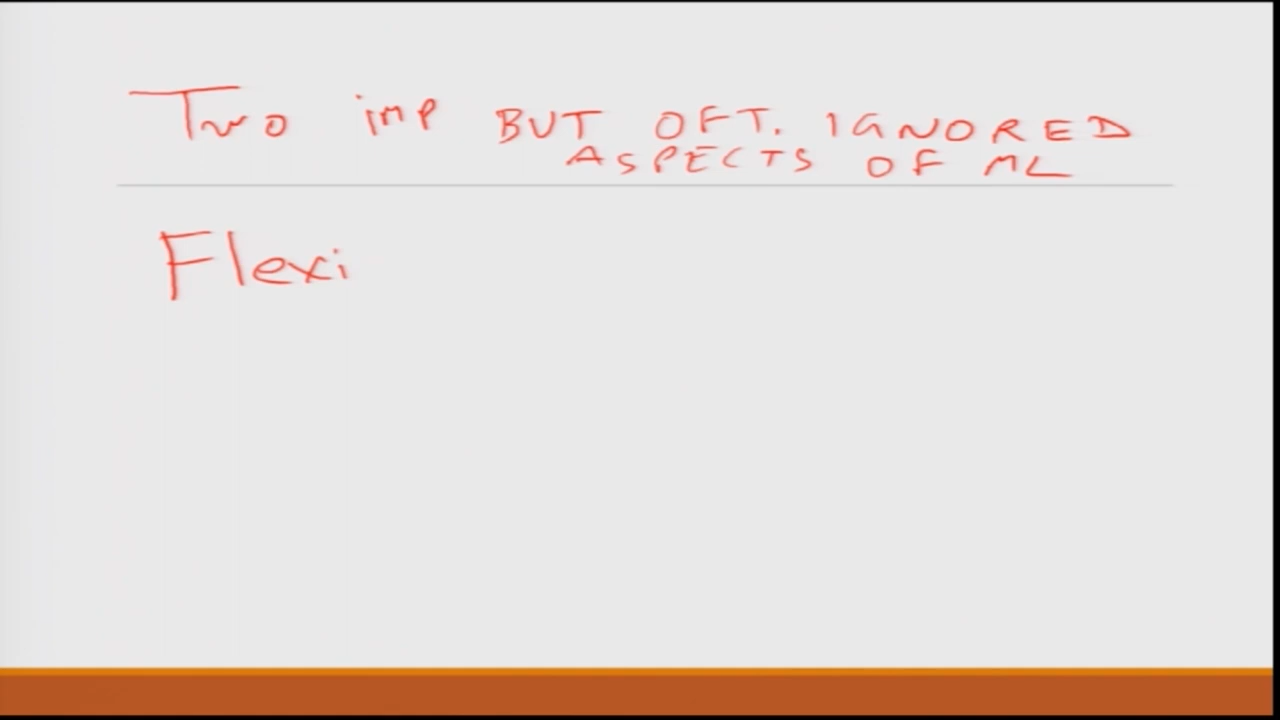 Two imp BUT OFT. IGNORED
ASPECTS OF ML
Flexi